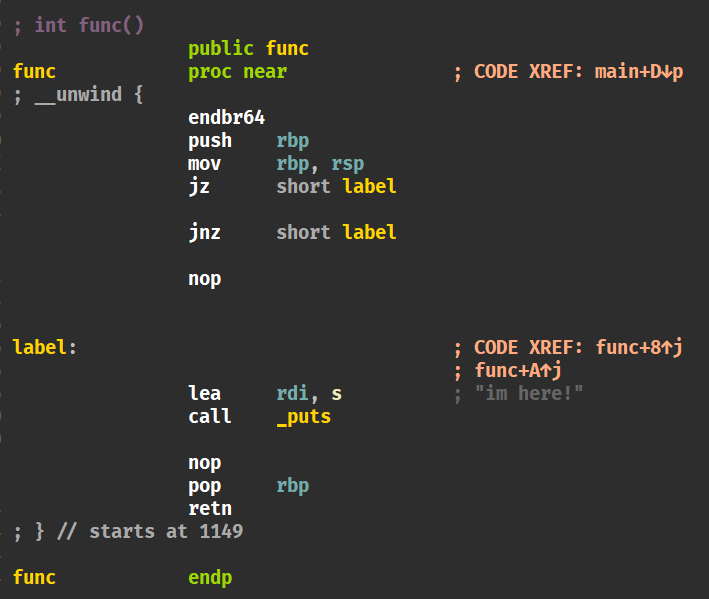 ; int func()
public func
func proc near ; CODE XREF: main+D↓p
; __unwind {
endbr64
push rbp
mov rbp, rsp
jz short label
jnz short label
nop
label: ; CODE XREF: func+8↑j
; func+A↑j
lea rdi, s ; "im here!"
call _puts
nop
pop rbp
retn
; } // starts at 1149
func endp